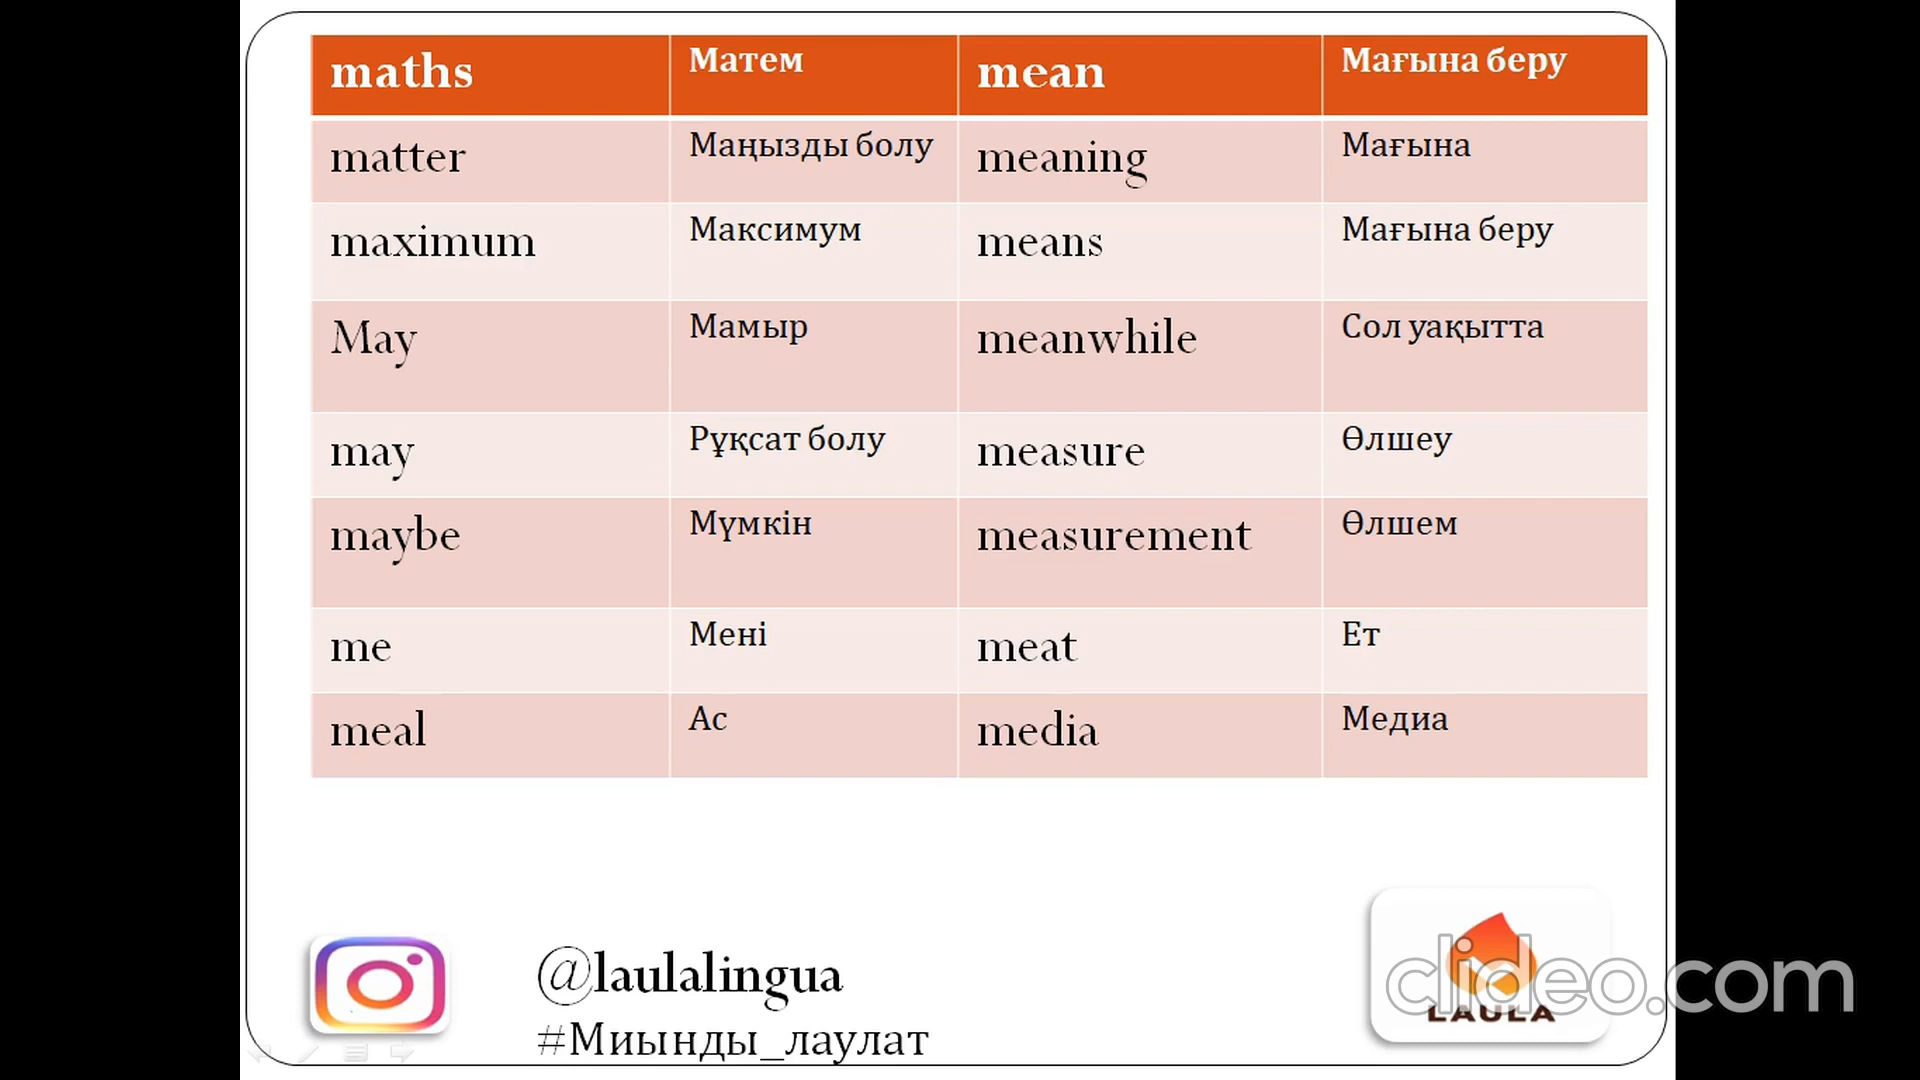 maths Матем mean Мағына беру
matter Маңызды болу meaning Мағына
maximum Максимум means Мағына беру
May Мамыр meanwhile Сол уақытта
may Рұқсат болу measure Өлшеу
maybe Мүмкін measurement Өлшем
me Мені meat Ет
meal Ас media Медиа
@laulalingua
#Миынды_лаулат
clideo.com
LAULA